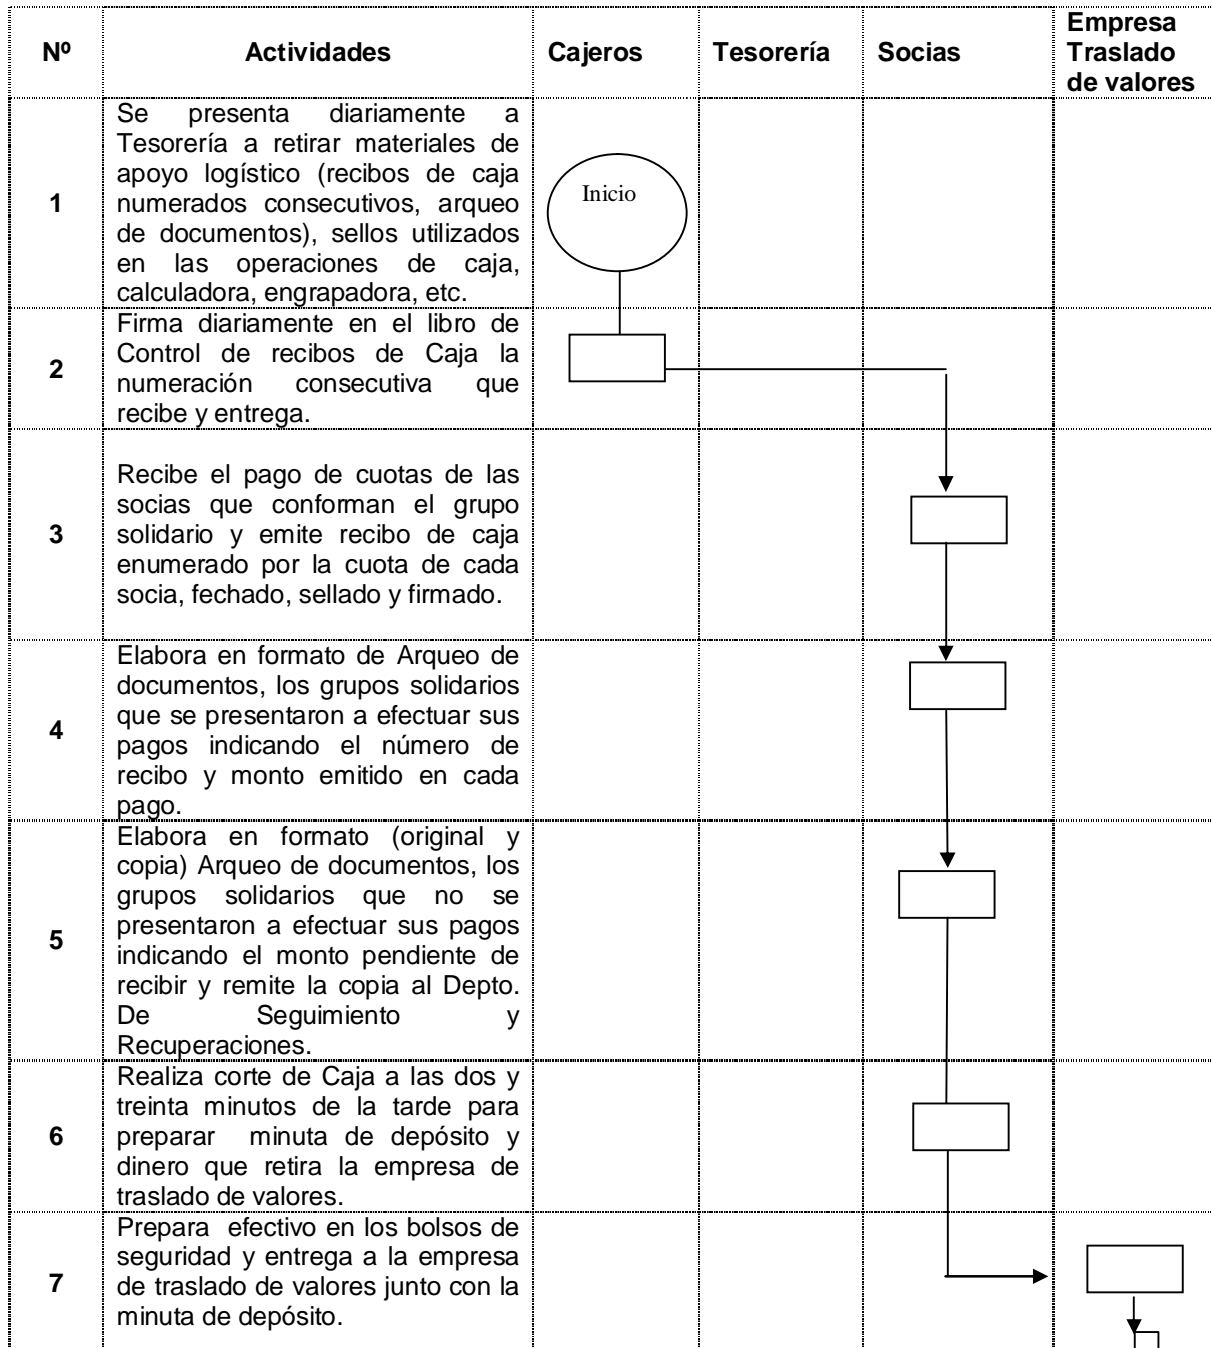 Nº Actividades Cajeros Tesorería Socias Empresa
Traslado
de valores
1
Se presenta diariamente a
Tesorería a retirar materiales de
apoyo logístico (recibos de caja
numerados consecutivos, arqueo
de documentos), sellos utilizados
en las operaciones de caja,
calculadora, engrapadora, etc.
Inicio
2
Firma diariamente en el libro de
Control de recibos de Caja la
numeración consecutiva que
recibe y entrega.
3
Recibe el pago de cuotas de las
socias que conforman el grupo
solidario y emite recibo de caja
enumerado por la cuota de cada
socia, fechado, sellado y firmado.
4
Elabora en formato de Arqueo de
documentos, los grupos solidarios
que se presentaron a efectuar sus
pagos indicando el número de
recibo y monto emitido en cada
pago.
5
Elabora en formato (original y
copia) Arqueo de documentos, los
grupos solidarios que no se
presentaron a efectuar sus pagos
indicando el monto pendiente de
recibir y remite la copia al Depto.
De Seguimiento y
Recuperaciones.
6
Realiza corte de Caja a las dos y
treinta minutos de la tarde para
preparar minuta de depósito y
dinero que retira la empresa de
traslado de valores.
7
Prepara efectivo en los bolsos de
seguridad y entrega a la empresa
de traslado de valores junto con la
minuta de depósito.